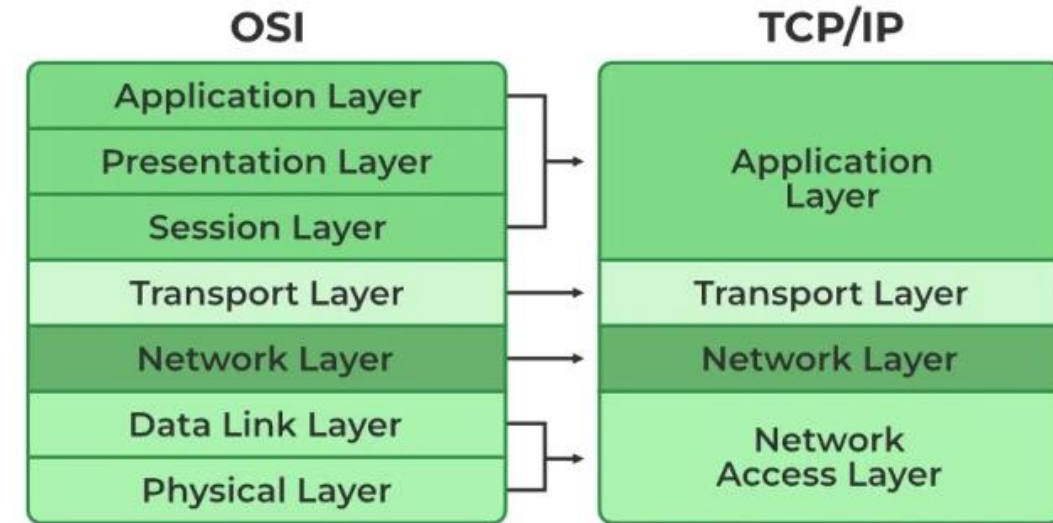 OSI
Application Layer
Presentation Layer
Session Layer
Transport Layer
Network Layer
Data Link Layer
Physical Layer
TCP/IP
Application
Layer
Transport Layer
Network Layer
Network
Access Layer